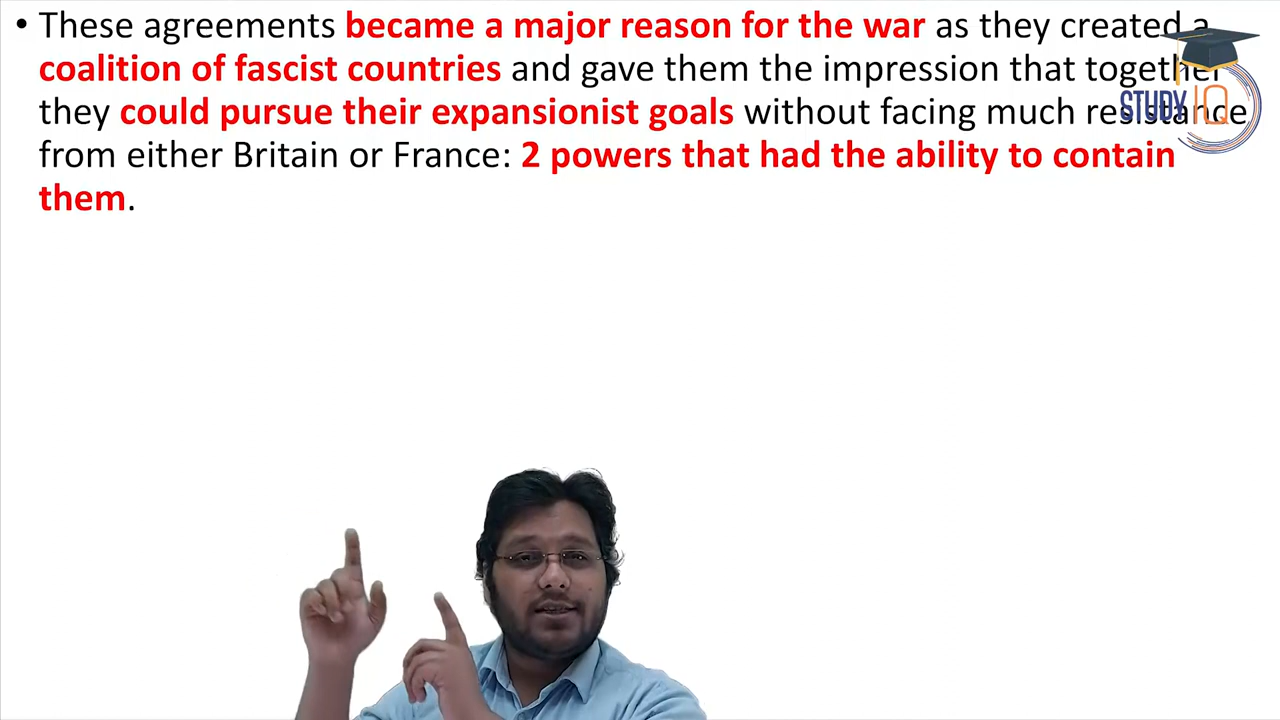 • These agreements became a major reason for the war as they created a
coalition of fascist countries and gave them the impression that together
they could pursue their expansionist goals without facing much resistance
from either Britain or France: 2 powers that had the ability to contain
them.
STUDY IQ